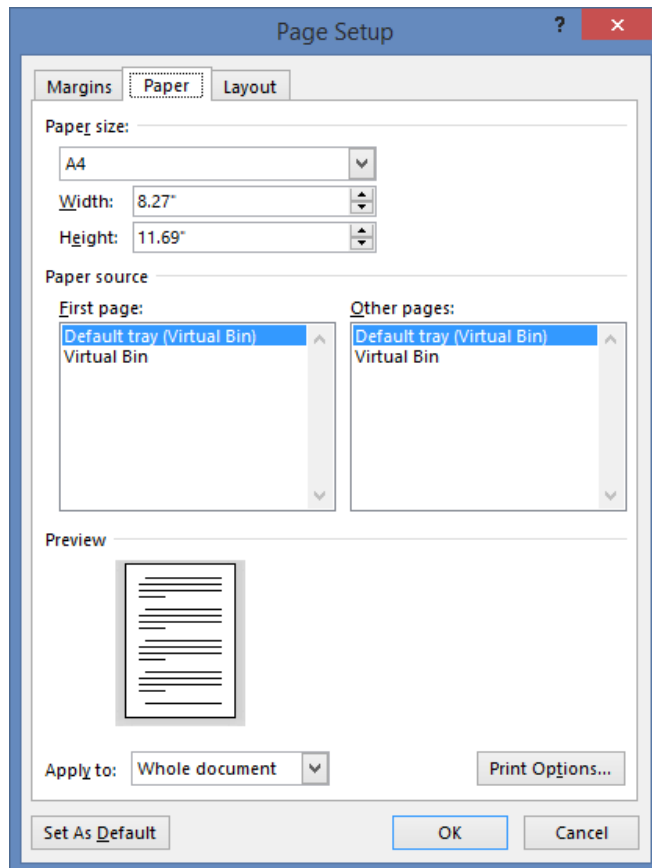 Page Setup ? ×
Margins Paper Layout
Paper size:
A4
Width: 8.27"
Height: 11.69"
Paper source
First page: Other pages:
Default tray (Virtual Bin) Default tray (Virtual Bin)
Virtual Bin Virtual Bin
Preview
Apply to: Whole document Print Options...
Set As Default OK Cancel